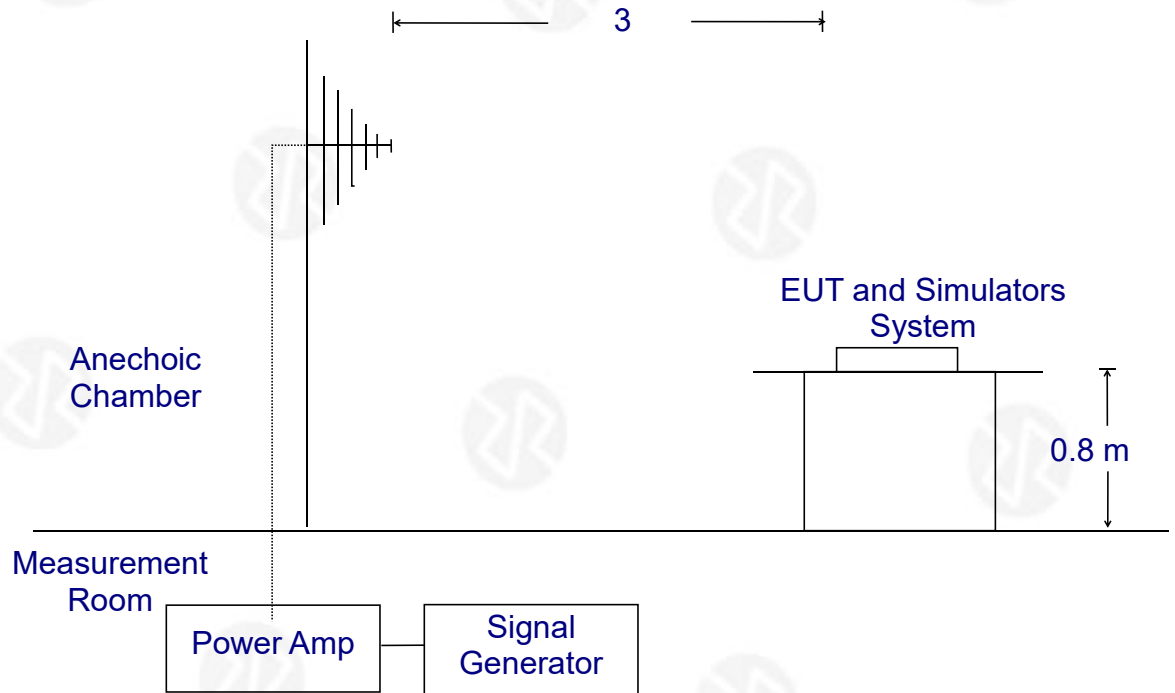 3
EUT and Simulators
System
Anechoic
Chamber
0.8 m
Measurement
Room
Power Amp
Signal
Generator